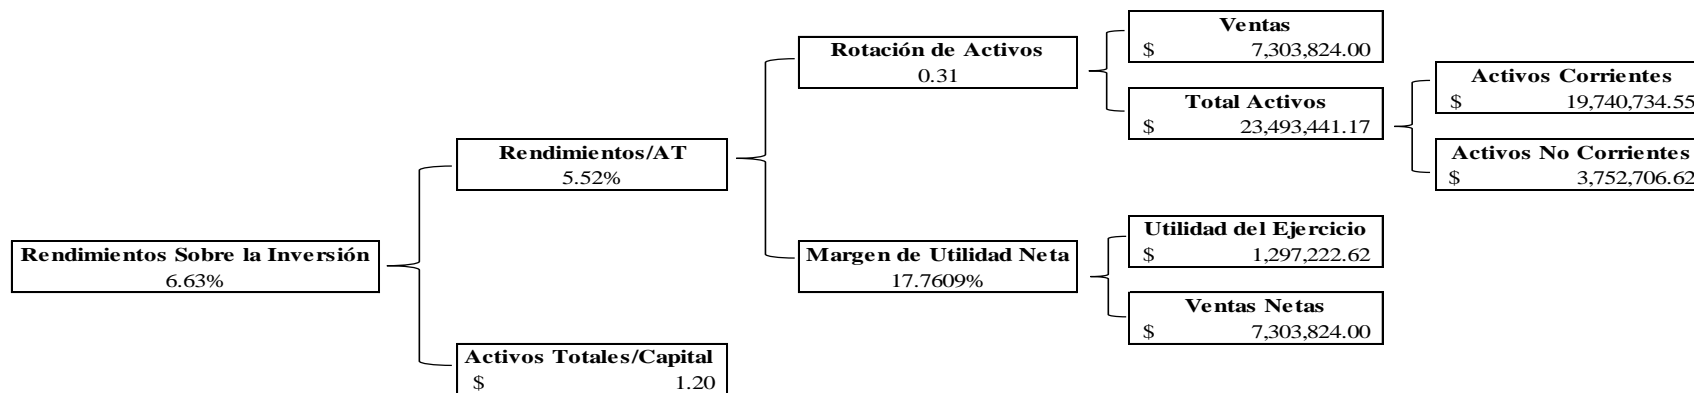 Ventas
$ 7,303,824.00
Rotación de Activos
0.31
Activos Corrientes
$ 19,740,734.55
Total Activos
$ 23,493,441.17
Rendimientos/AT
5.52%
Activos No Corrientes
$ 3,752,706.62
Utilidad del Ejercicio
$ 1,297,222.62
Rendimientos Sobre la Inversión
6.63%
Margen de Utilidad Neta
17.7609%
Ventas Netas
$ 7,303,824.00
Activos Totales/Capital
$ 1.20